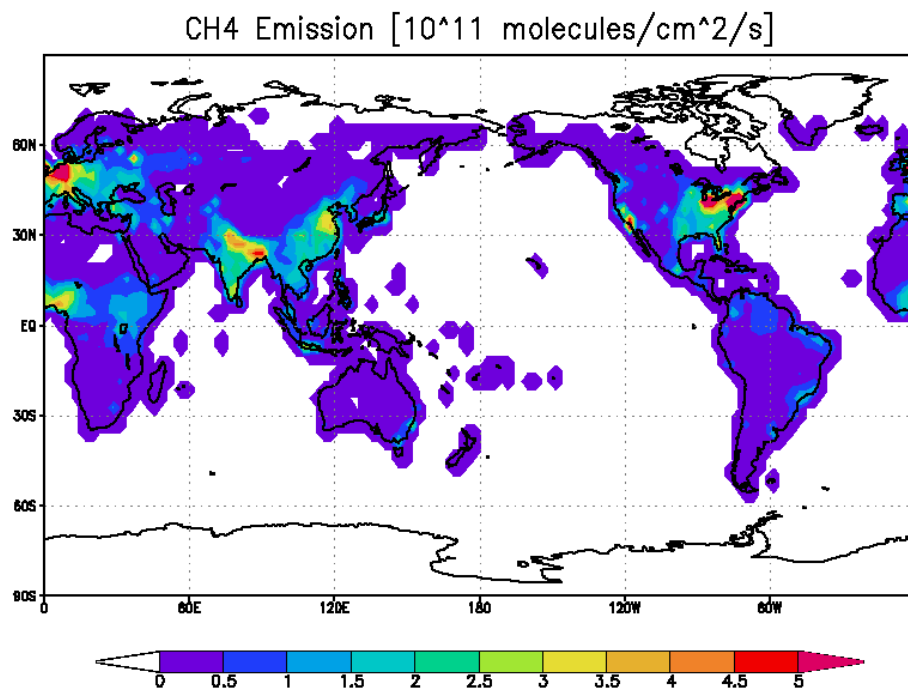 CH4 Emission [10^11 molecules/cm^2/s]
60N
30N
EQ
30S
60S
90S
0 60E 120E 180 120W 60W
0 0.5 1 1.5 2 2.5 3 3.5 4 4.5 5